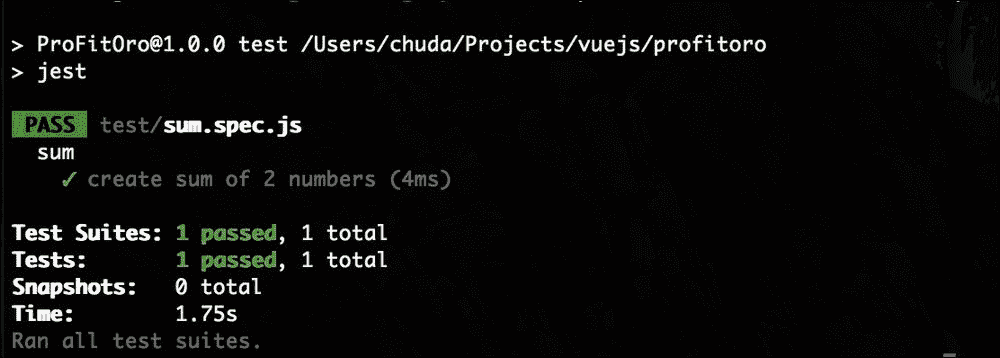 > ProFitOro@1.0.0 test /Users/chuda/Projects/vuejs/profitoro
> jest
PASS test/sum.spec.js
sum
✓ create sum of 2 numbers (4ms)
Test Suites: 1 passed, 1 total
Tests: 1 passed, 1 total
Snapshots: 0 total
Time: 1.75s
Ran all test suites.